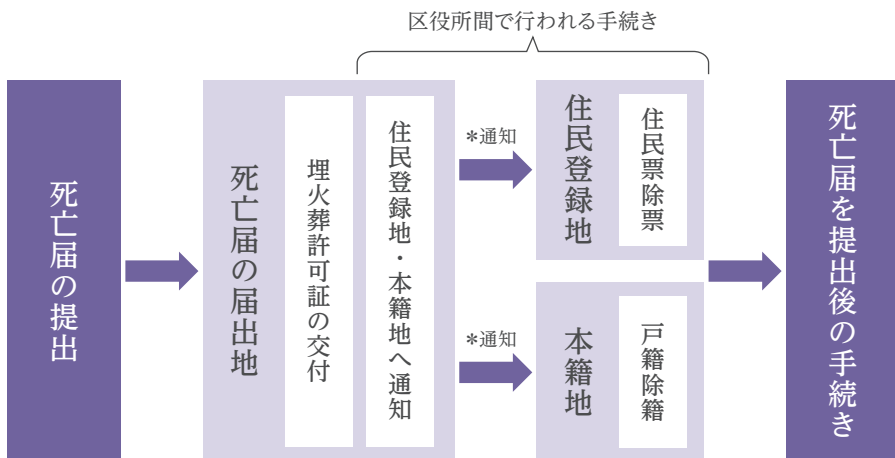 区役所間で行われる手続き
死亡届の提出
死亡届の届出地
埋火葬許可証の交付
住民登録地・本籍地へ通知
*通知
住民登録地
住民票除票
*通知
本籍地
戸籍除籍
死亡届を提出後の手続き